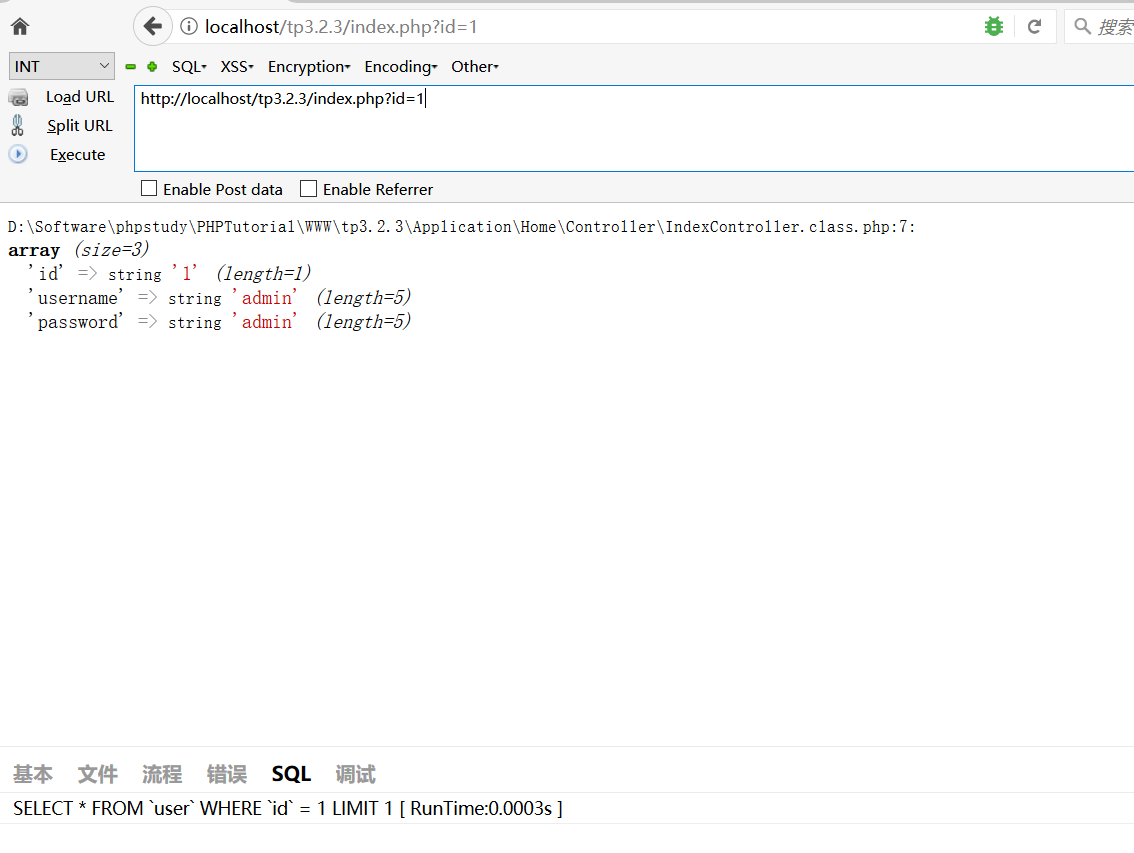 localhost/tp3.2.3/index.php?id=1
搜索
INT SQL XSS Encryption Encoding Other
Load URL
http://localhost/tp3.2.3/index.php?id=1
Split URL
Execute
Enable Post data Enable Referrer
D:\Software\phpstudy\PHPTutorial\WWW\tp3.2.3\Application\Home\Controller\IndexController.class.php:7:
array (size=3)
'id' => string '1' (length=1)
'username' => string 'admin' (length=5)
'password' => string 'admin' (length=5)
基本 文件 流程 错误 SQL 调试
SELECT * FROM `user` WHERE `id` = 1 LIMIT 1 [ RunTime:0.0003s ]